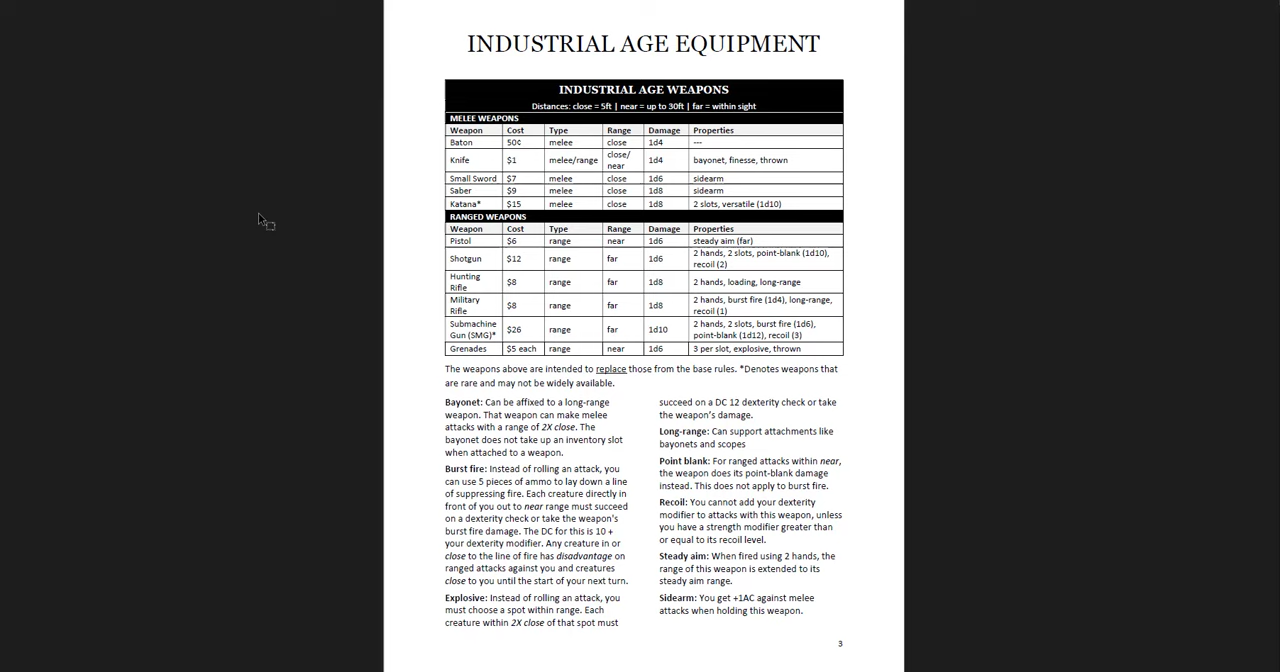 INDUSTRIAL AGE EQUIPMENT
INDUSTRIAL AGE WEAPONS
Distances: close = 5ft | near = up to 30ft | far = within sight
MELEE WEAPONS
Weapon Cost Type Range Damage Properties
Baton 50¢ melee close 1d4 ---
Knife $1 melee/range close/ near 1d4 bayonet, finesse, thrown
Small Sword $7 melee close 1d6 sidearm
Saber $9 melee close 1d8 sidearm
Katana* $15 melee close 1d8 2 slots, versatile (1d10)
RANGED WEAPONS
Weapon Cost Type Range Damage Properties
Pistol $6 range near 1d6 steady aim (far)
Shotgun $12 range far 1d6 2 hands, 2 slots, point-blank (1d10), recoil (2)
Hunting Rifle $8 range far 1d8 2 hands, loading, long-range
Military Rifle $8 range far 1d8 2 hands, burst fire (1d4), long-range, recoil (1)
Submachine Gun (SMG)* $26 range far 1d10 2 hands, 2 slots, burst fire (1d6), point-blank (1d12), recoil (3)
Grenades $5 each range near 1d6 3 per slot, explosive, thrown
The weapons above are intended to replace those from the base rules. *Denotes weapons that
are rare and may not be widely available.
Bayonet: Can be affixed to a long-range
weapon. That weapon can make melee
attacks with a range of 2X close. The
bayonet does not take up an inventory slot
when attached to a weapon.
Burst fire: Instead of rolling an attack, you
can use 5 pieces of ammo to lay down a line
of suppressing fire. Each creature directly in
front of you out to near range must succeed
on a dexterity check or take the weapon's
burst fire damage. The DC for this is 10 +
your dexterity modifier. Any creature in or
close to the line of fire has disadvantage on
ranged attacks against you and creatures
close to you until the start of your next turn.
Explosive: Instead of rolling an attack, you
must choose a spot within range. Each
creature within 2X close of that spot must
succeed on a DC 12 dexterity check or take
the weapon's damage.
Long-range: Can support attachments like
bayonets and scopes
Point blank: For ranged attacks within near,
the weapon does its point-blank damage
instead. This does not apply to burst fire.
Recoil: You cannot add your dexterity
modifier to attacks with this weapon, unless
you have a strength modifier greater than
or equal to its recoil level.
Steady aim: When fired using 2 hands, the
range of this weapon is extended to its
steady aim range.
Sidearm: You get +1AC against melee
attacks when holding this weapon.
3